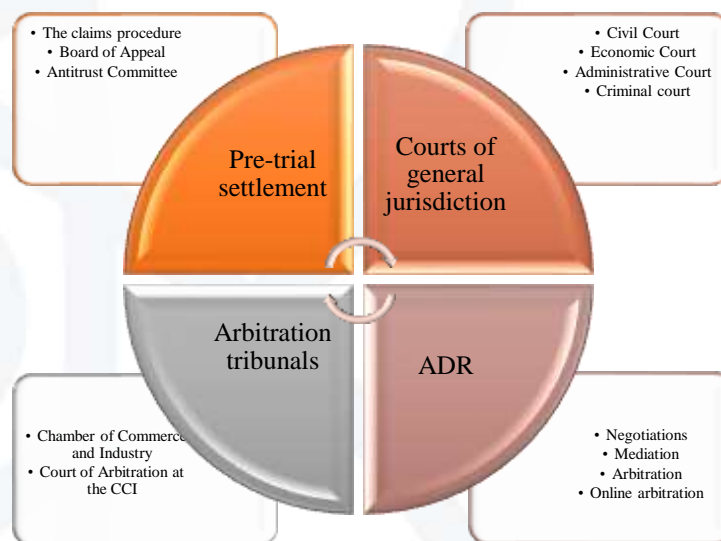 • The claims procedure
• Board of Appeal
• Antitrust Committee
• Civil Court
• Economic Court
• Administrative Court
• Criminal court
Pre-trial
settlement
Courts of
general
jurisdiction
Arbitration
tribunals
ADR
• Chamber of Commerce
and Industry
• Court of Arbitration at
the CCI
• Negotiations
• Mediation
• Arbitration
• Online arbitration